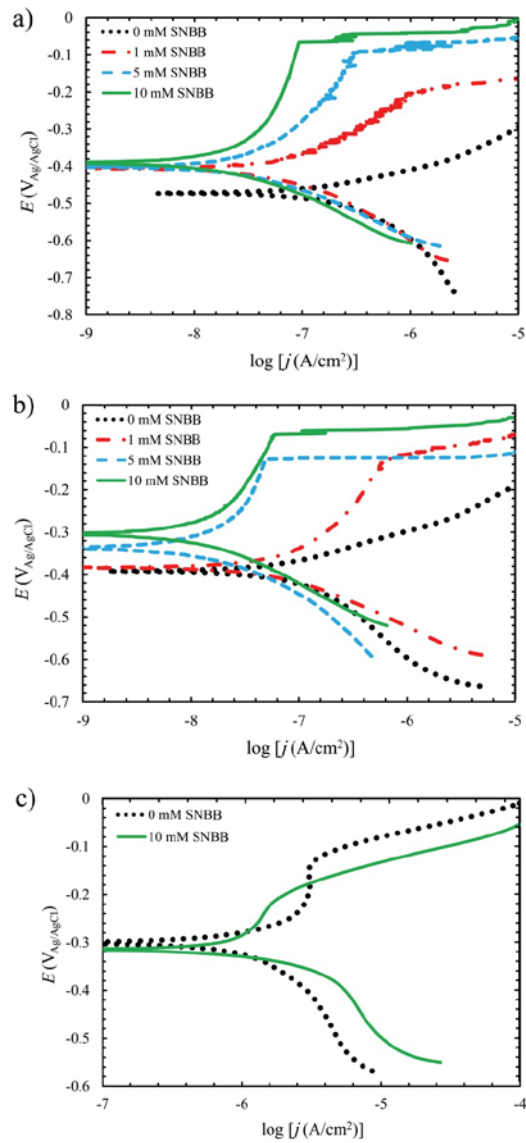 a)
0
-0.1
-0.2
-0.3
-0.4
-0.5
-0.6
-0.7
-0.8
E (V Ag/AgCl)
0 mM SNBB
1 mM SNBB
5 mM SNBB
10 mM SNBB
-9 -8 -7 -6 -5
log [j (A/cm²)]
b)
0
-0.1
-0.2
-0.3
-0.4
-0.5
-0.6
-0.7
E (V Ag/AgCl)
0 mM SNBB
1 mM SNBB
5 mM SNBB
10 mM SNBB
-9 -8 -7 -6 -5
log [j (A/cm²)]
c)
0
-0.1
-0.2
-0.3
-0.4
-0.5
-0.6
E (V Ag/AgCl)
0 mM SNBB
10 mM SNBB
-7 -6 -5 -4
log [j (A/cm²)]